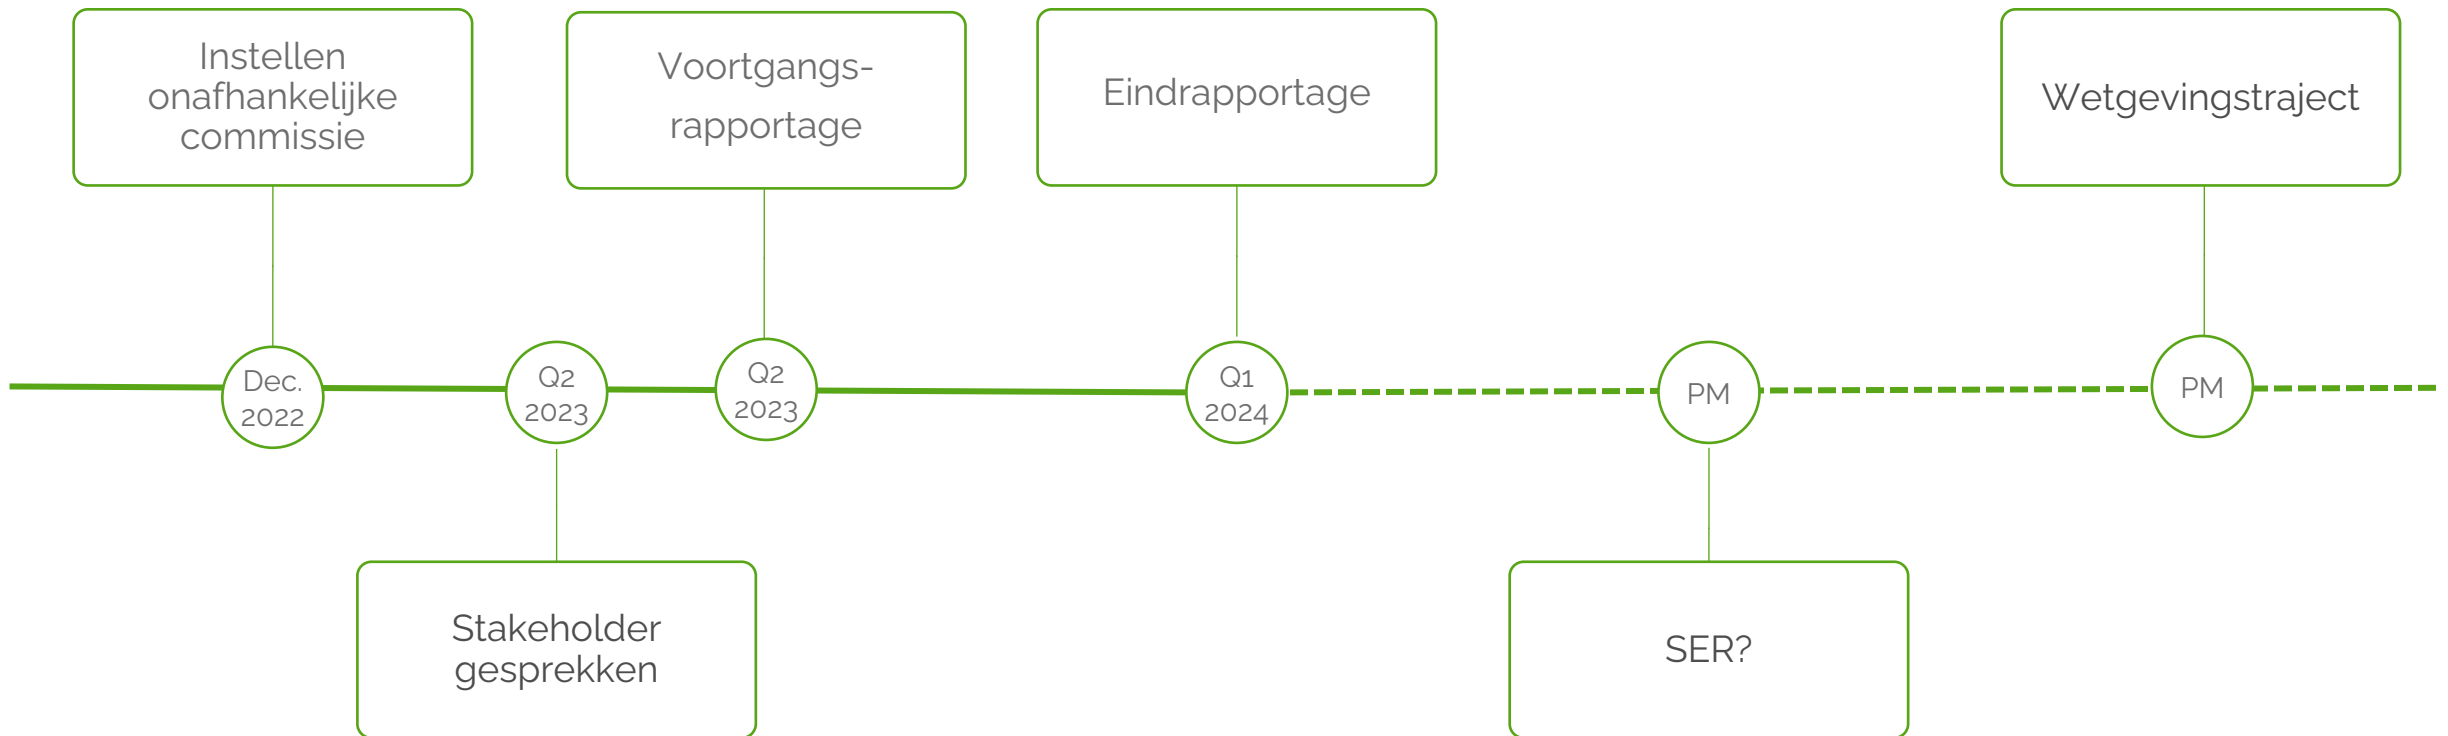 Instellen
onafhankelijke
commissie
Voortgangs-
rapportage
Eindrapportage
Wetgevingstraject
Dec.
2022
Q2
2023
Q2
2023
Q1
2024
PM
PM
Stakeholder
gesprekken
SER?